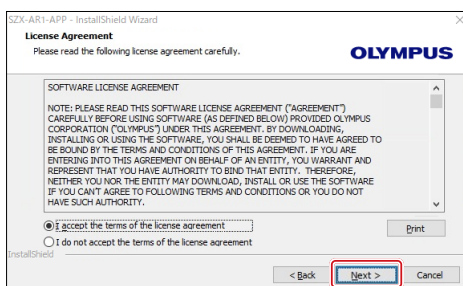 SZX-AR1-APP - InstallShield Wizard
License Agreement
Please read the following license agreement carefully.
OLYMPUS
SOFTWARE LICENSE AGREEMENT
NOTE: PLEASE READ THIS SOFTWARE LICENSE AGREEMENT ("AGREEMENT")
CAREFULLY BEFORE USING SOFTWARE (AS DEFINED BELOW) PROVIDED OLYMPUS
CORPORATION ("OLYMPUS") UNDER THIS AGREEMENT. BY DOWNLOADING,
INSTALLING OR USING THE SOFTWARE, YOU SHALL BE DEEMED TO HAVE AGREED TO
BE BOUND BY THE TERMS AND CONDITIONS OF THIS AGREEMENT. IF YOU ARE
ENTERING INTO THIS AGREEMENT ON BEHALF OF AN ENTITY, YOU WARRANT AND
REPRESENT THAT YOU HAVE AUTHORITY TO BIND THAT ENTITY. THEREFORE,
NEITHER YOU NOR THE ENTITY MAY DOWNLOAD, INSTALL OR USE THE SOFTWARE
IF YOU CAN'T AGREE TO FOLLOWING TERMS AND CONDITIONS OR YOU DO NOT
HAVE SUCH AUTHORITY.
I accept the terms of the license agreement
Print
I do not accept the terms of the license agreement
InstallShield
< Back
Next >
Cancel